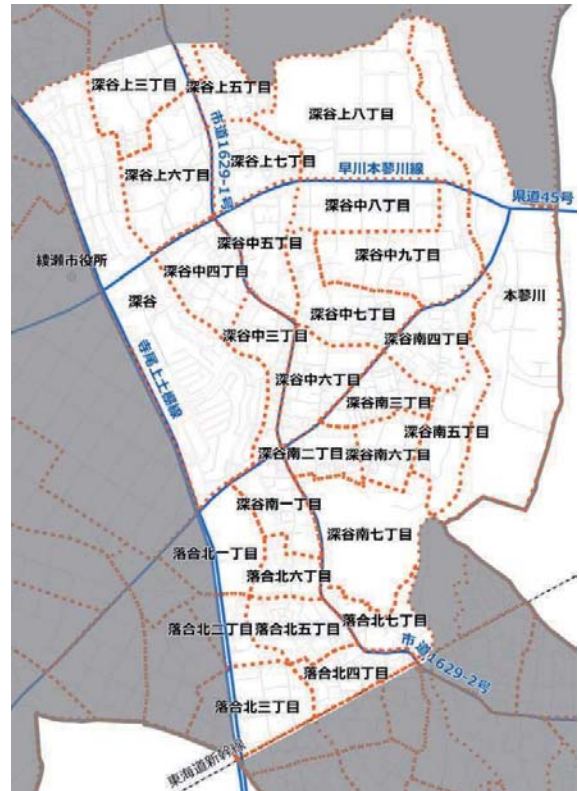 深谷上三丁目
深谷上五丁目
深谷上八丁目
市道1629-1号
深谷上七丁目
深谷上六丁目
早川本蓼川線
県道45号
深谷中八丁目
深谷中五丁目
綾瀬市役所
深谷中四丁目
深谷中九丁目
深谷
本蓼川
深谷中七丁目
深谷中三丁目
深谷南四丁目
寺尾上土棚線
深谷中六丁目
深谷南三丁目
深谷南五丁目
深谷南二丁目
深谷南六丁目
深谷南一丁目
深谷南七丁目
落合北一丁目
落合北六丁目
落合北七丁目
落合北二丁目
落合北五丁目
市道1629-2号
落合北四丁目
落合北三丁目
東海道新幹線